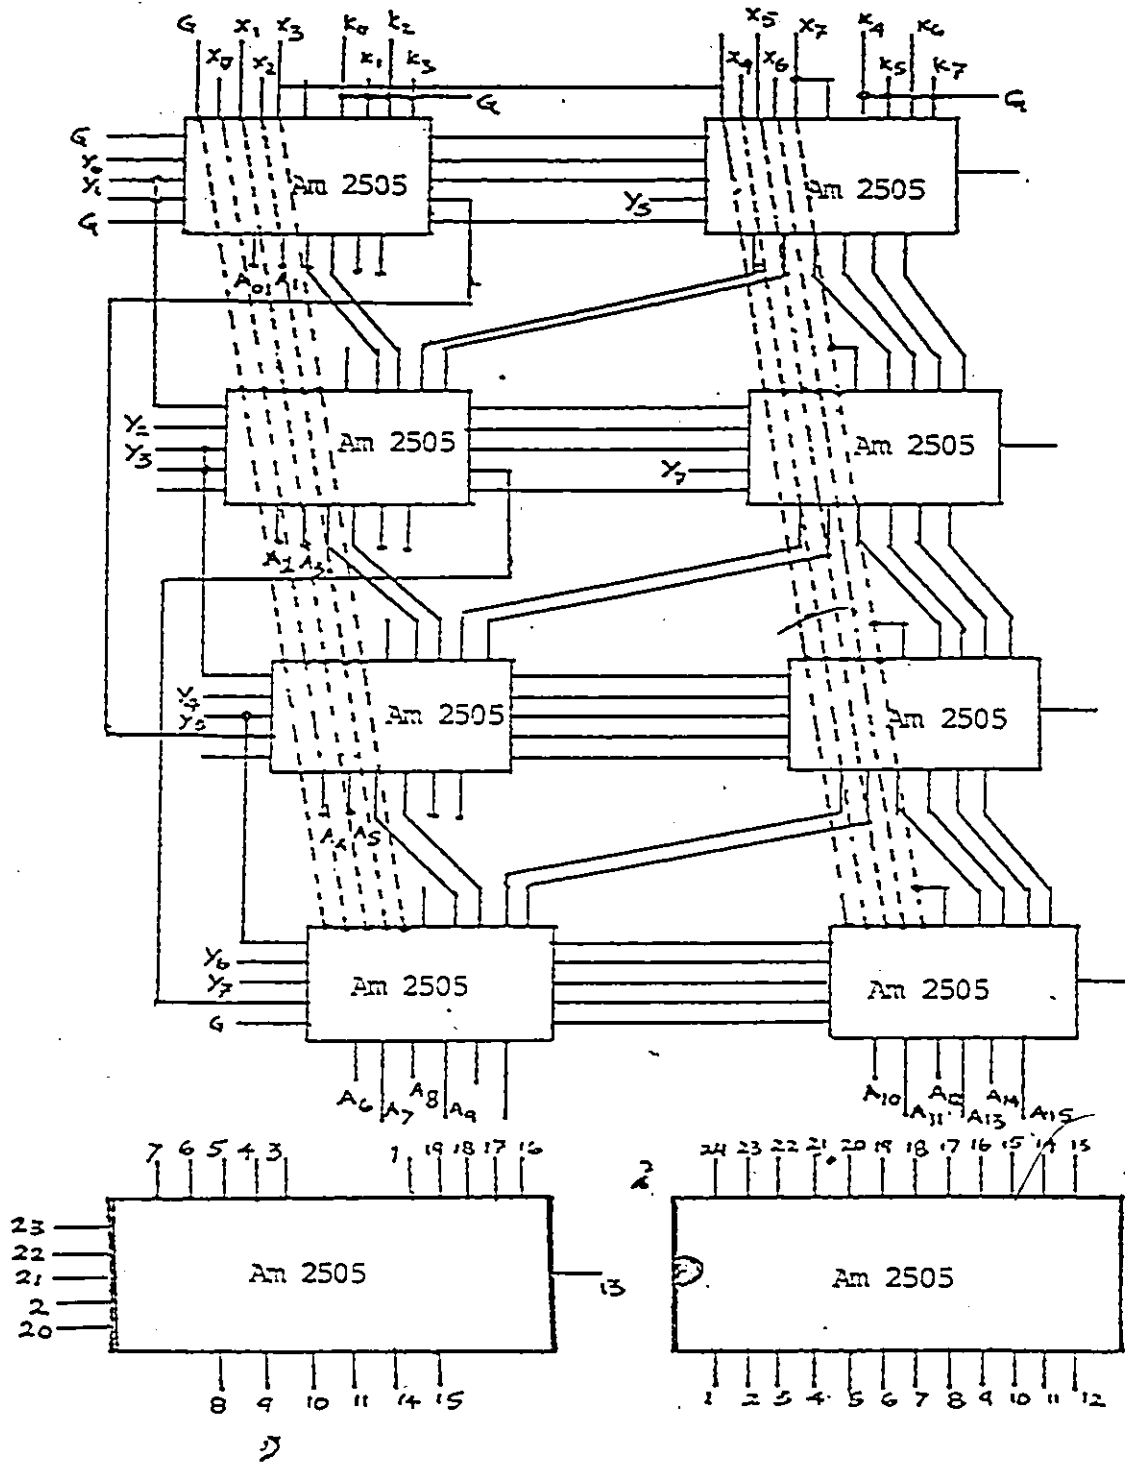 G X1 X3 K0 K2 X5 X7 K4 K6
X0 X2 K1 K3 X4 X6 K5 K7
G G
G
Y0
Y1
G
Am 2505 Y5 Am 2505
A0 A1
Y2
Y3
Am 2505 Y7 Am 2505
A2 A3
Y4
Y5
Am 2505 Am 2505
A4 A5
Y6
Y7
G
Am 2505 Am 2505
A6 A7 A8 A9 A10 A11 A12 A13 A14 A15
7 6 5 4 3 1 19 18 17 16
24 23 22 21 20 19 18 17 16 15 14 13
23
22
21
2
20
Am 2505 13
Am 2505
8 9 10 11 14 15
1 2 3 4 5 6 7 8 9 10 11 12